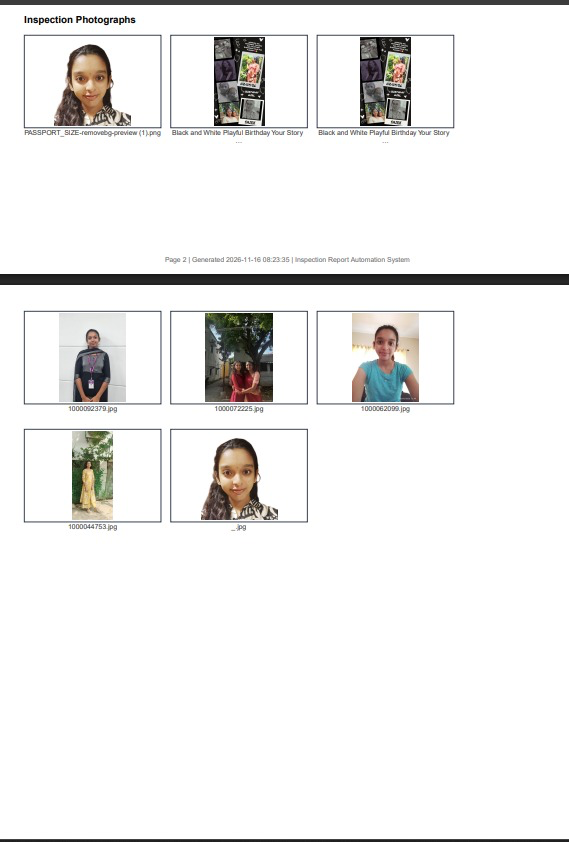 Inspection Photographs
PASSPORT_SIZE-removebg-preview (1).png
Black and White Playful Birthday Your Story
...
Black and White Playful Birthday Your Story
...
Page 2 | Generated 2026-11-16 08:23:35 | Inspection Report Automation System
1000092379.jpg
1000072225.jpg
1000062099.jpg
1000044753.jpg
_.jpg